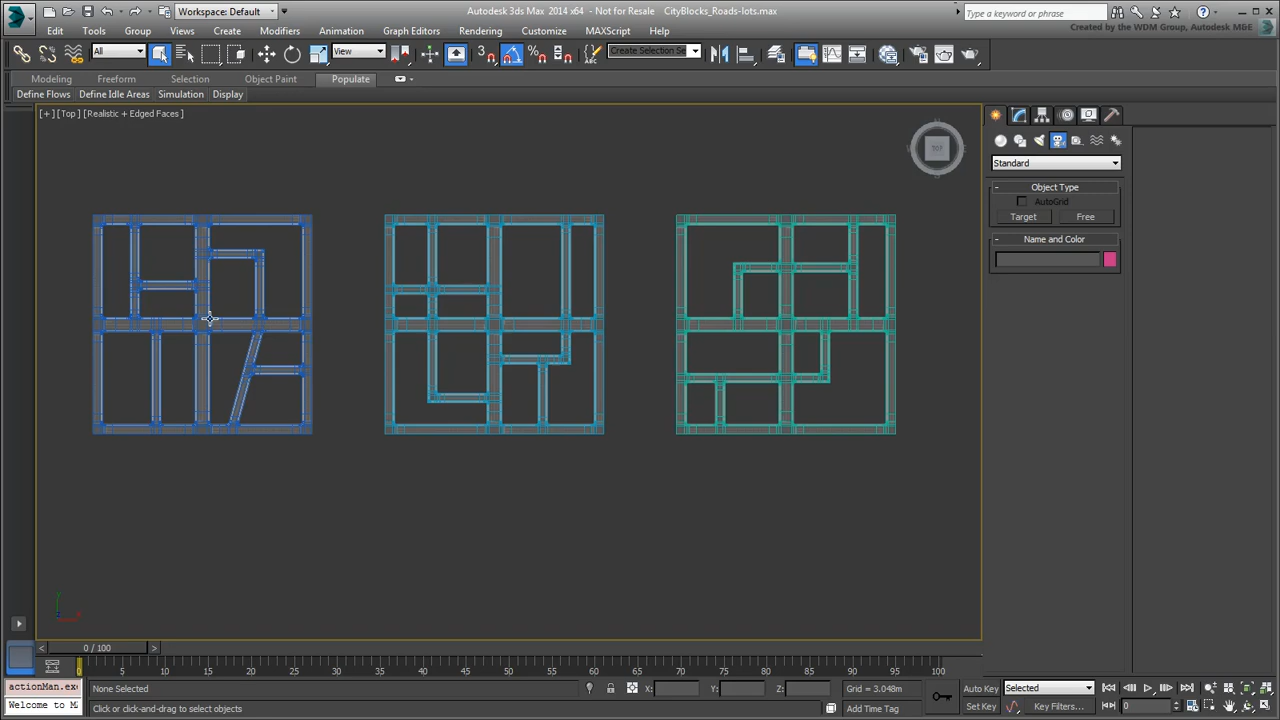 Workspace: Default
Autodesk 3ds Max 2014 x64 - Not for Resale CityBlocks_Roads-lots.max
Type a keyword or phrase
Created by the WDM Group, Autodesk M&E
Edit Tools Group Views Create Modifiers Animation Graph Editors Rendering Customize MAXScript Help
All View 3 Create Selection Se
Modeling Freeform Selection Object Paint Populate
Define Flows Define Idle Areas Simulation Display
[+] [Top] [Realistic + Edged Faces ]
TOP
Standard
- Object Type
AutoGrid
Target Free
- Name and Color
y
x
< 0 / 100 >
0 5 10 15 20 25 30 35 40 45 50 55 60 65 70 75 80 85 90 95 100
actionMan.exe None Selected X: Y: Z: Grid = 3.048m Auto Key Selected
Welcome to M Click or click-and-drag to select objects Add Time Tag Set Key Key Filters... 0